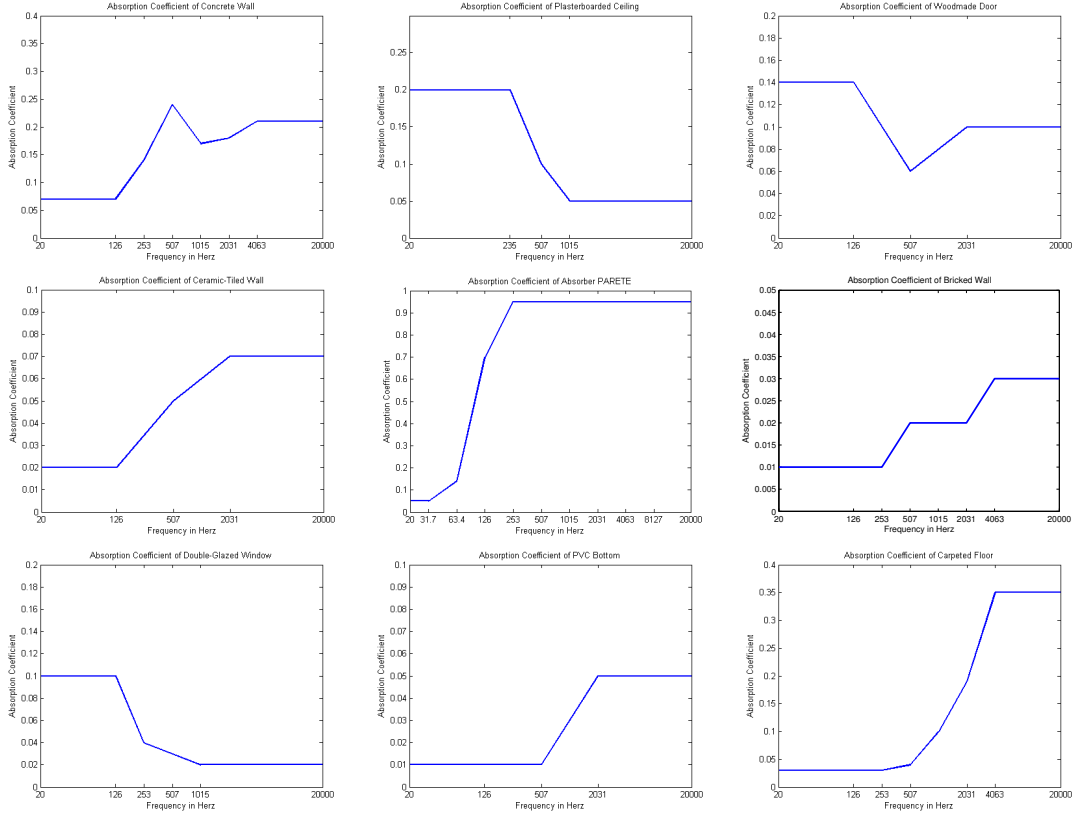 Absorption Coefficient of Concrete Wall
0.4
0.35
0.3
0.25
0.2
0.15
0.1
0.05
0
Absorption Coefficient
20 126 253 507 1015 2031 4063 20000
Frequency in Herz
Absorption Coefficient of Plasterboarded Ceiling
0.25
0.2
0.15
0.1
0.05
0
Absorption Coefficient
20 235 507 1015 20000
Frequency in Herz
Absorption Coefficient of Woodmade Door
0.2
0.18
0.16
0.14
0.12
0.1
0.08
0.06
0.04
0.02
0
Absorption Coefficient
20 126 507 2031 20000
Frequency in Herz
Absorption Coefficient of Ceramic-Tiled Wall
0.1
0.09
0.08
0.07
0.06
0.05
0.04
0.03
0.02
0.01
0
Absorption Coefficient
20 126 507 2031 20000
Frequency in Herz
Absorption Coefficient of Absorber PARETE
1
0.9
0.8
0.7
0.6
0.5
0.4
0.3
0.2
0.1
0
Absorption Coefficient
20 31.7 63.4 126 253 507 1015 2031 4063 8127 20000
Frequency in Herz
Absorption Coefficient of Bricked Wall
0.05
0.045
0.04
0.035
0.03
0.025
0.02
0.015
0.01
0.005
0
Absorption Coefficient
20 126 253 507 1015 2031 4063 20000
Frequency in Herz
Absorption Coefficient of Double-Glazed Window
0.2
0.18
0.16
0.14
0.12
0.1
0.08
0.06
0.04
0.02
0
Absorption Coefficient
20 126 253 1015 20000
Frequency in Herz
Absorption Coefficient of PVC Bottom
0.1
0.09
0.08
0.07
0.06
0.05
0.04
0.03
0.02
0.01
0
Absorption Coefficient
20 126 507 2031 20000
Frequency in Herz
Absorption Coefficient of Carpeted Floor
0.4
0.35
0.3
0.25
0.2
0.15
0.1
0.05
0
Absorption Coefficient
20 126 253 507 2031 4063 20000
Frequency in Herz